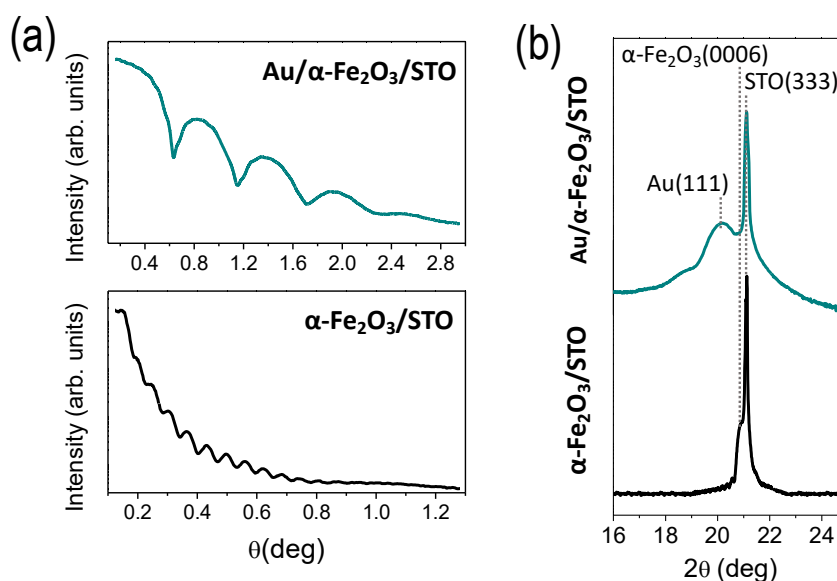 (a)
Au/α-Fe₂O₃/STO
Intensity (arb. units)
0.4 0.8 1.2 1.6 2.0 2.4 2.8
α-Fe₂O₃/STO
Intensity (arb. units)
0.2 0.4 0.6 0.8 1.0 1.2
θ(deg)
(b)
α-Fe₂O₃(0006)
STO(333)
Au(111)
Au/α-Fe₂O₃/STO
α-Fe₂O₃/STO
16 18 20 22 24
2θ (deg)